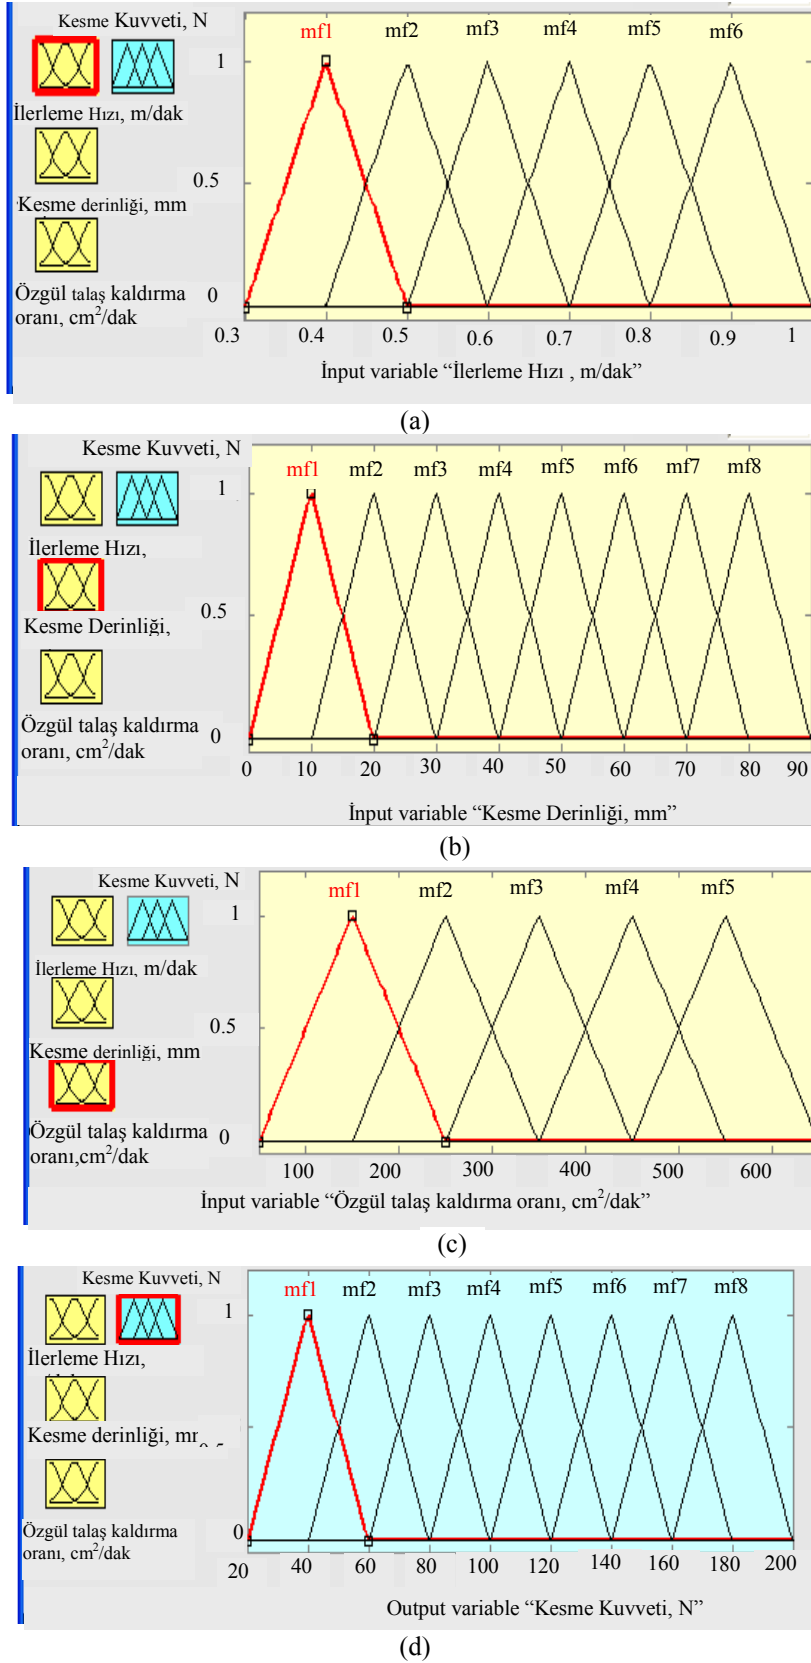 Kesme Kuvveti, N
mf1 mf2 mf3 mf4 mf5 mf6
1
İlerleme Hızı, m/dak
0.5
Kesme derinliği, mm
Özgül talaş kaldırma
oranı, cm²/dak
0
0.3 0.4 0.5 0.6 0.7 0.8 0.9 1
İnput variable “İlerleme Hızı , m/dak”
(a)
Kesme Kuvveti, N
mf1 mf2 mf3 mf4 mf5 mf6 mf7 mf8
1
İlerleme Hızı,
0.5
Kesme Derinliği,
Özgül talaş kaldırma
oranı, cm²/dak
0
0 10 20 30 40 50 60 70 80 90
İnput variable “Kesme Derinliği, mm”
(b)
Kesme Kuvveti, N
mf1 mf2 mf3 mf4 mf5
1
İlerleme Hızı, m/dak
0.5
Kesme derinliği, mm
Özgül talaş kaldırma
oranı,cm²/dak
0
100 200 300 400 500 600
İnput variable “Özgül talaş kaldırma oranı, cm²/dak”
(c)
Kesme Kuvveti, N
mf1 mf2 mf3 mf4 mf5 mf6 mf7 mf8
1
İlerleme Hızı,
Kesme derinliği, mm
0.5
Özgül talaş kaldırma
oranı, cm²/dak
0
20 40 60 80 100 120 140 160 180 200
Output variable “Kesme Kuvveti, N”
(d)